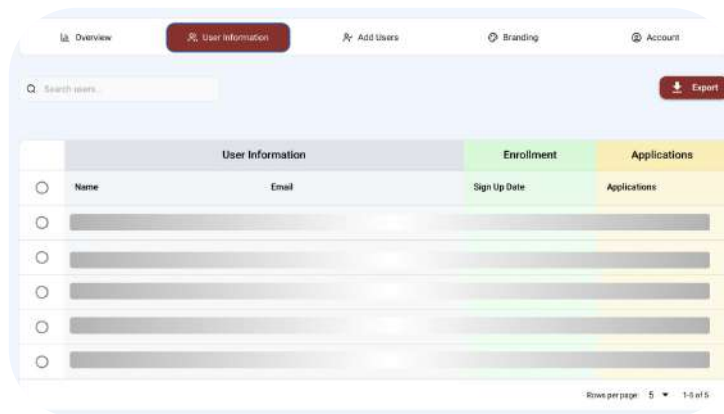 Overview User Information Add Users Branding Account
Search users... Export
User Information Enrollment Applications
Name Email Sign Up Date Applications
Rows per page: 5 1-5 of 5